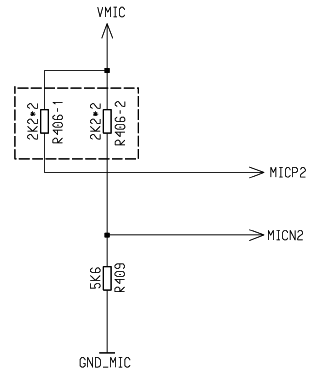 VMIC
2K2*2
R406-1
2K2*2
R406-2
MICP2
MICN2
5K6
R409
GND_MIC